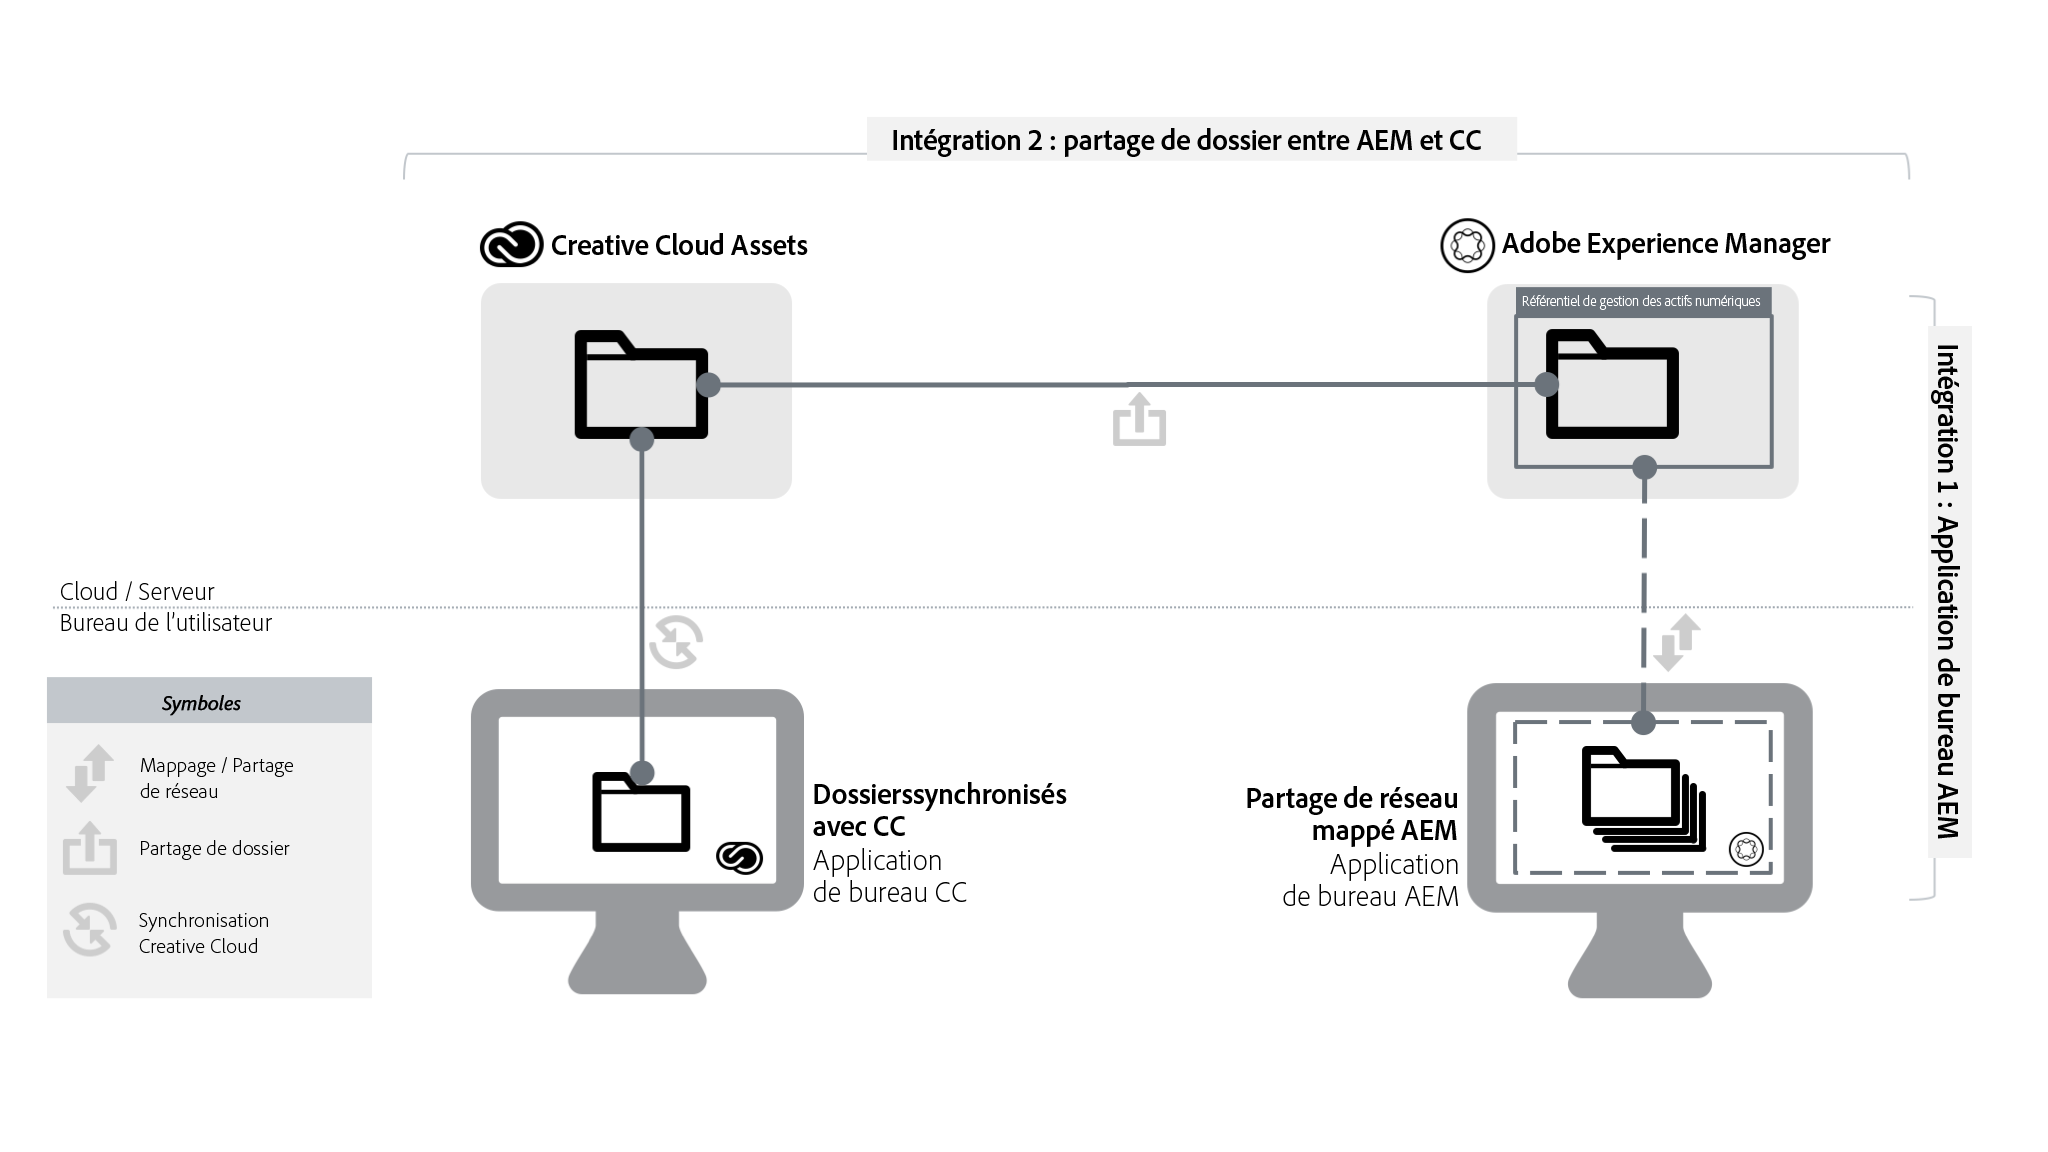 Intégration 2 : partage de dossier entre AEM et CC
Creative Cloud Assets
Adobe Experience Manager
Référentiel de gestion des actifs numériques
Intégration 1 : Application de bureau AEM
Cloud / Serveur
Bureau de l'utilisateur
Symboles
Mappage / Partage
de réseau
Partage de dossier
Synchronisation
Creative Cloud
Dossierssynchronisés
avec CC
Application
de bureau CC
Partage de réseau
mappé AEM
Application
de bureau AEM